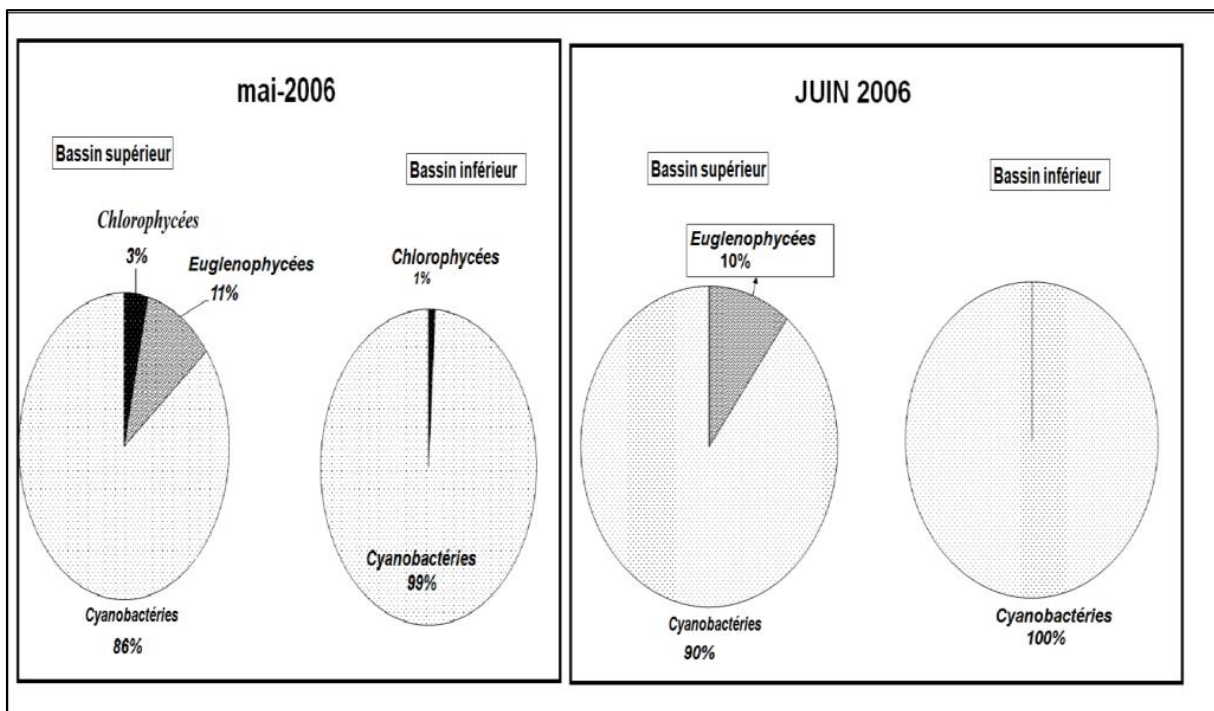 mai-2006
Bassin supérieur
Bassin inférieur
Chlorophycées
3%
Euglenophycées
11%
Chlorophycées
1%
Cyanobactéries
99%
Cyanobactéries
86%
JUIN 2006
Bassin supérieur
Bassin inférieur
Euglenophycées
10%
Cyanobactéries
90%
Cyanobactéries
100%